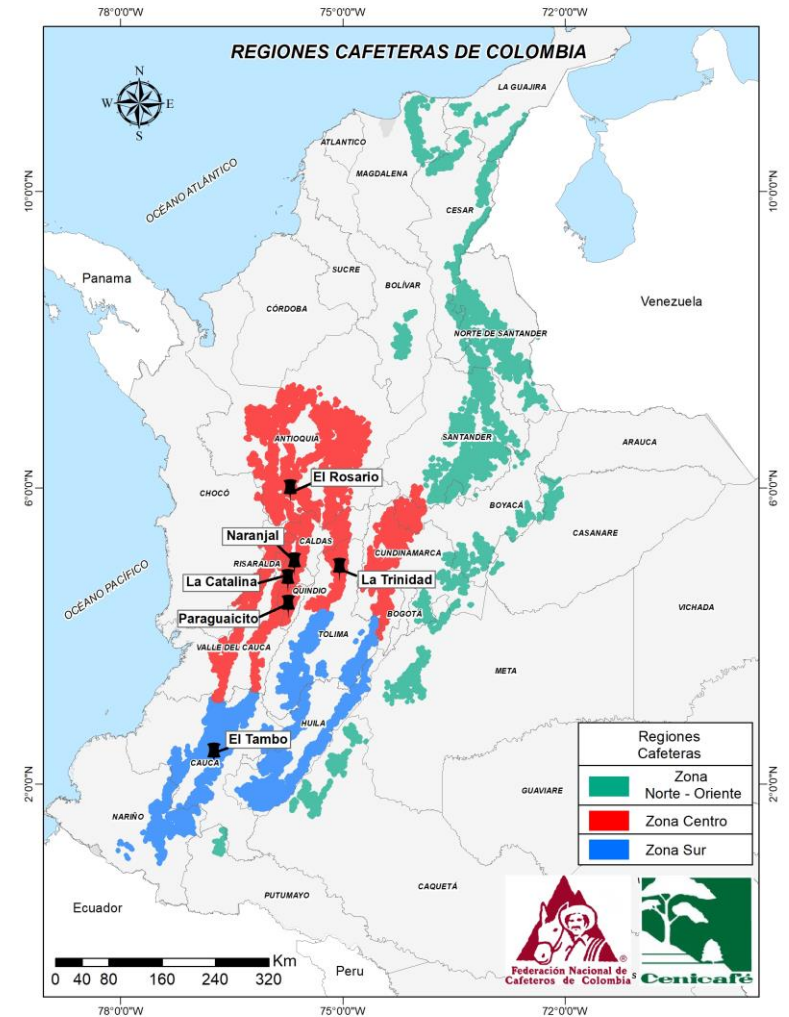 78°0'0"W
75°0'0"W
72°0'0"W
REGIONES CAFETERAS DE COLOMBIA
N
W
E
S
LA GUAJIRA
ATLANTICO
MAGDALENA
OCÉANO ATLÁNTICO
10°0'0"N
10°0'0"N
CESAR
SUCRE
Panama
BOLÍVAR
Venezuela
CÓRDOBA
NORTE DE SANTANDER
ANTIOQUIA
SANTANDER
ARAUCA
El Rosario
6°0'0"N
6°0'0"N
CHOCÓ
BOYACÁ
Naranjal
CALDAS
CASANARE
CUNDINAMARCA
RISARALDA
La Catalina
La Trinidad
QUINDIO
OCÉANO PACÍFICO
Paraguaicito
BOGOTÁ
VICHADA
TOLIMA
VALLE DEL CAUCA
META
HUILA
El Tambo
CAUCA
Regiones
Cafeteras
Zona
Norte - Oriente
Zona Centro
Zona Sur
2°0'0"N
2°0'0"N
GUAVIARE
NARIÑO
CAQUETÁ
PUTUMAYO
Ecuador
Perú
Km
0 40 80 160 240 320
Federación Nacional de
Cafeteros de Colombia
®
s
Cenicafé
78°0'0"W
75°0'0"W
72°0'0"W